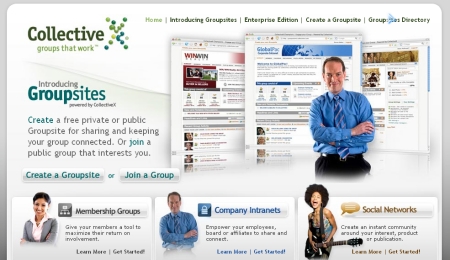 Collective
groups that work™
Home | Introducing Groupsites | Enterprise Edition | Create a Groupsite | Groupsites Directory
Introducing
Groupsites
powered by CollectiveX
WINWIN
GlobalPac
Create a free private or public
Groupsite for sharing and keeping
your group connected. Or join a
public group that interests you.
Create a Groupsite or Join a Group
Membership Groups
Give your members a tool to
maximize their return on
involvement.
Learn More | Get Started!
Company Intranets
Empower your employees,
board or affiliates to share and
connect.
Learn More | Get Started!
Social Networks
Create an instant community
around your interest, product
or publication.
Learn More | Get Started!